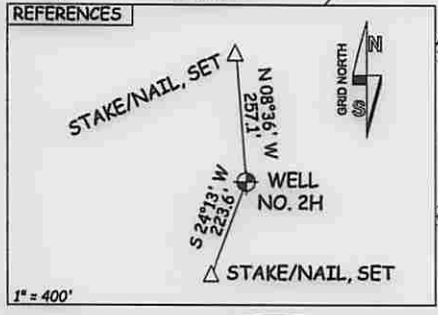 REFERENCES
STAKE/NAIL, SET
N 08°36' W
257.1'
GRID NORTH
N
S
WELL
NO. 2H
S 24°13' W
223.6'
STAKE/NAIL, SET
1" = 400'